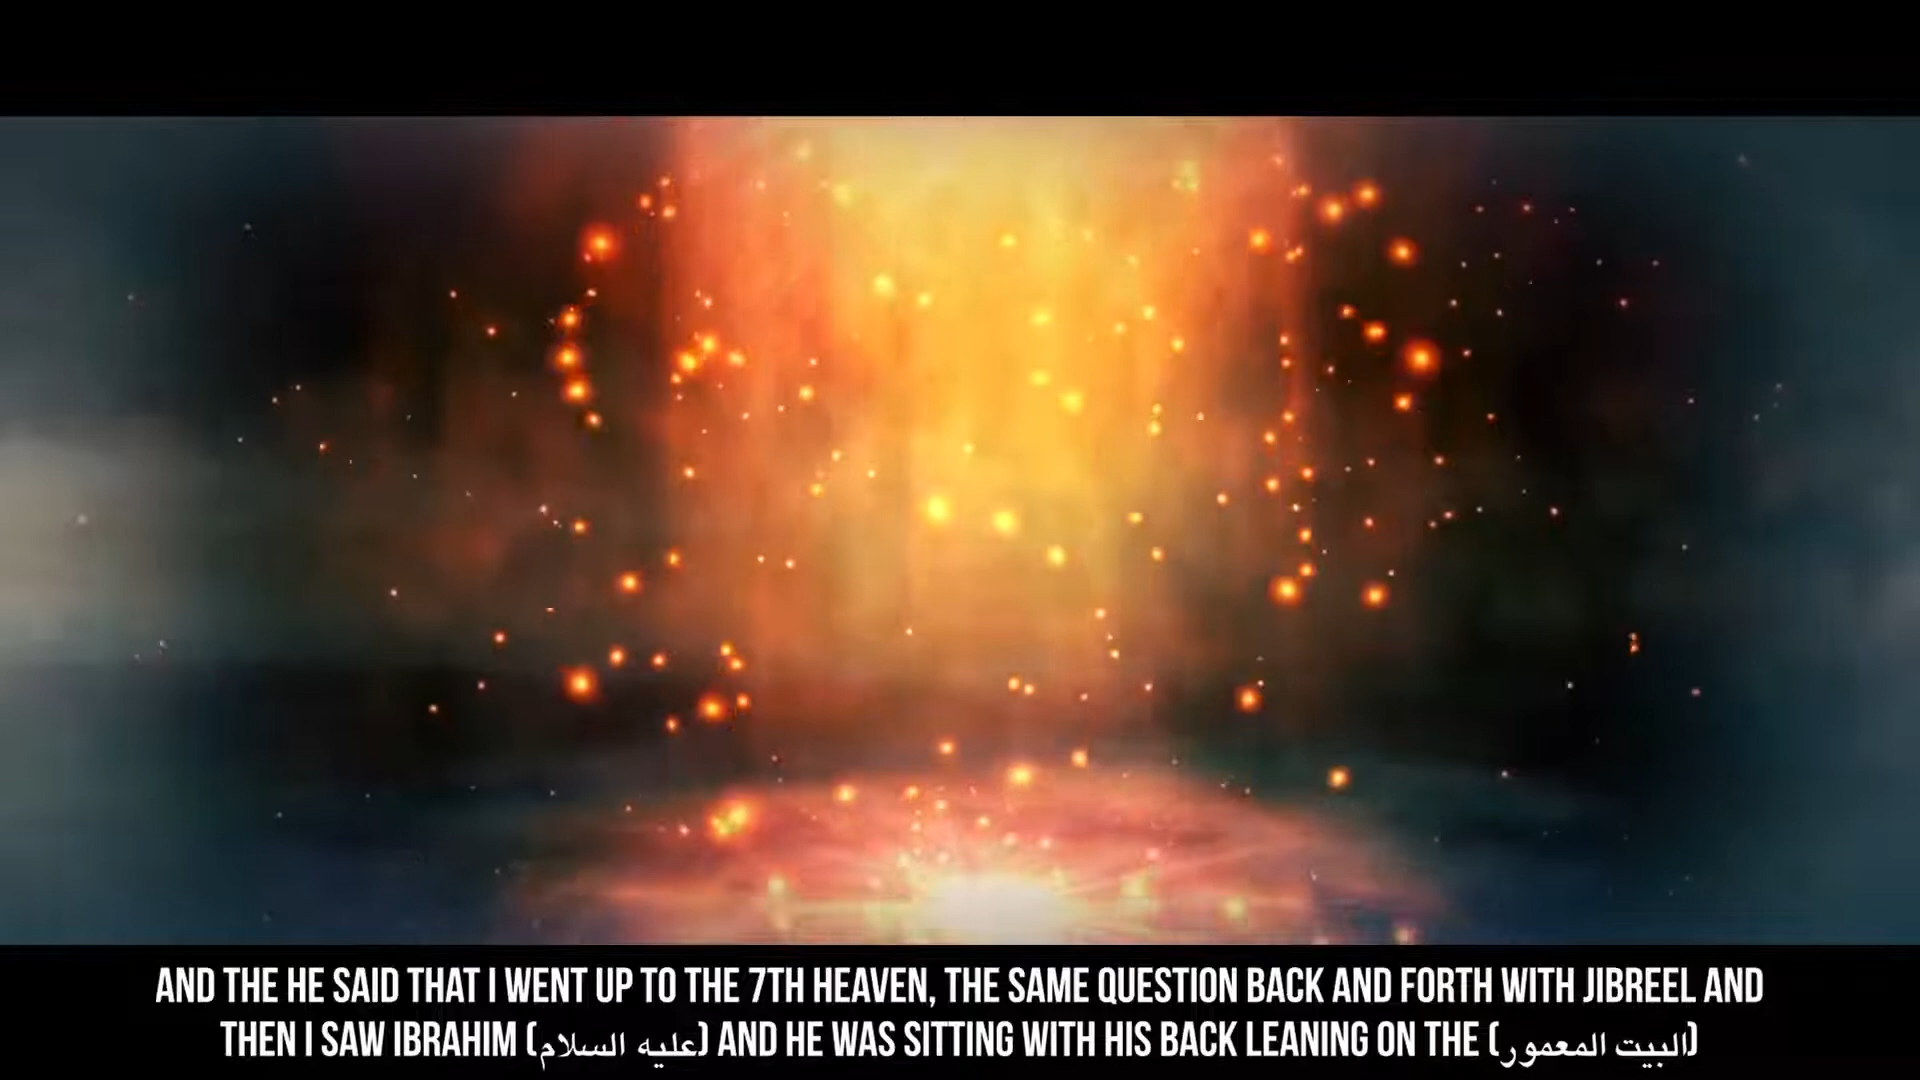 AND THE HE SAID THAT I WENT UP TO THE 7TH HEAVEN, THE SAME QUESTION BACK AND FORTH WITH JIBREEL AND
THEN I SAW IBRAHIM (عليه السلام) AND HE WAS SITTING WITH HIS BACK LEANING ON THE (البيت المعمور)